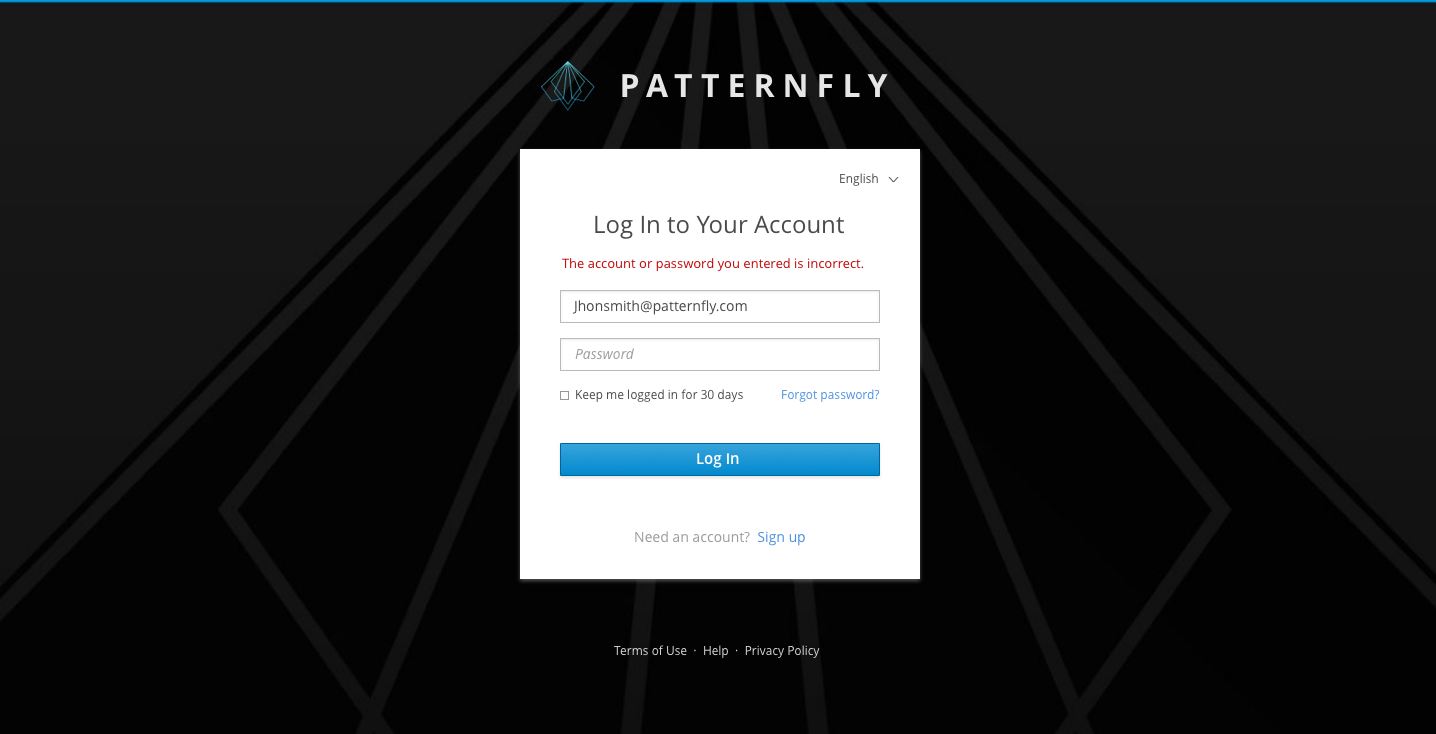 PATTERNFLY
English
Log In to Your Account
The account or password you entered is incorrect.
Jhonsmith@patternfly.com
Password
Keep me logged in for 30 days Forgot password?
Log In
Need an account? Sign up
Terms of Use · Help · Privacy Policy